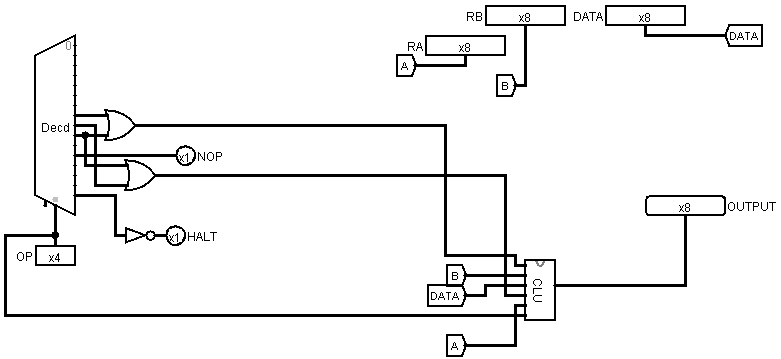 RB x8 DATA x8
DATA
RA x8
A
B
0
Decd
x1 NOP
x8 OUTPUT
x1 HALT
OP x4
B
DATA
CLU
A